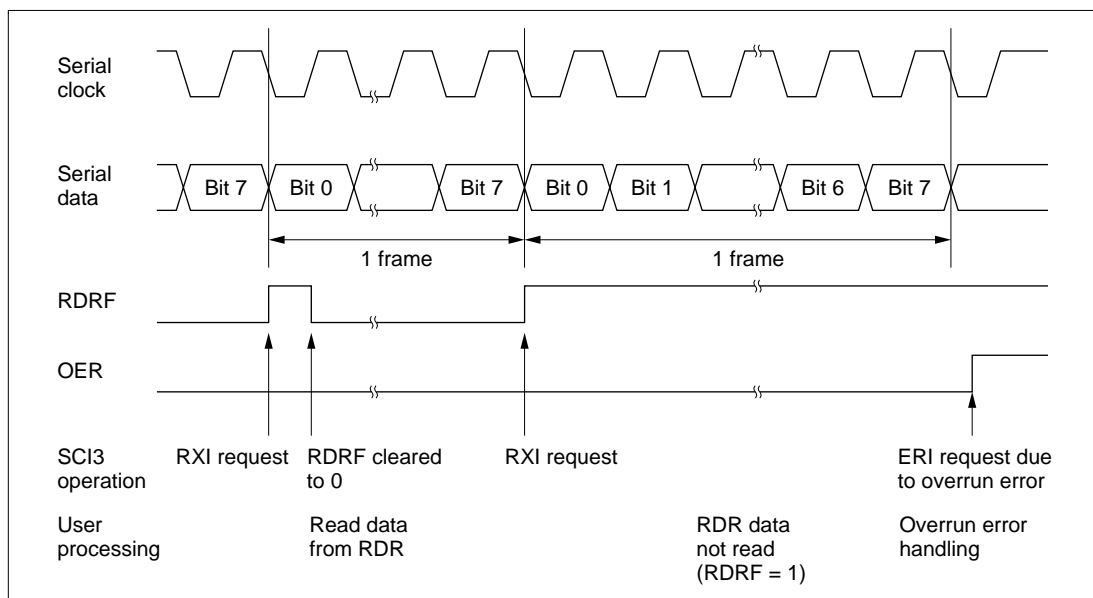 Serial
clock
Serial
data
Bit 7
Bit 0
Bit 7
Bit 0
Bit 1
Bit 6
Bit 7
1 frame
1 frame
RDRF
OER
SCI3
operation
RXI request
RDRF cleared
to 0
RXI request
ERI request due
to overrun error
User
processing
Read data
from RDR
RDR data
not read
(RDRF = 1)
Overrun error
handling